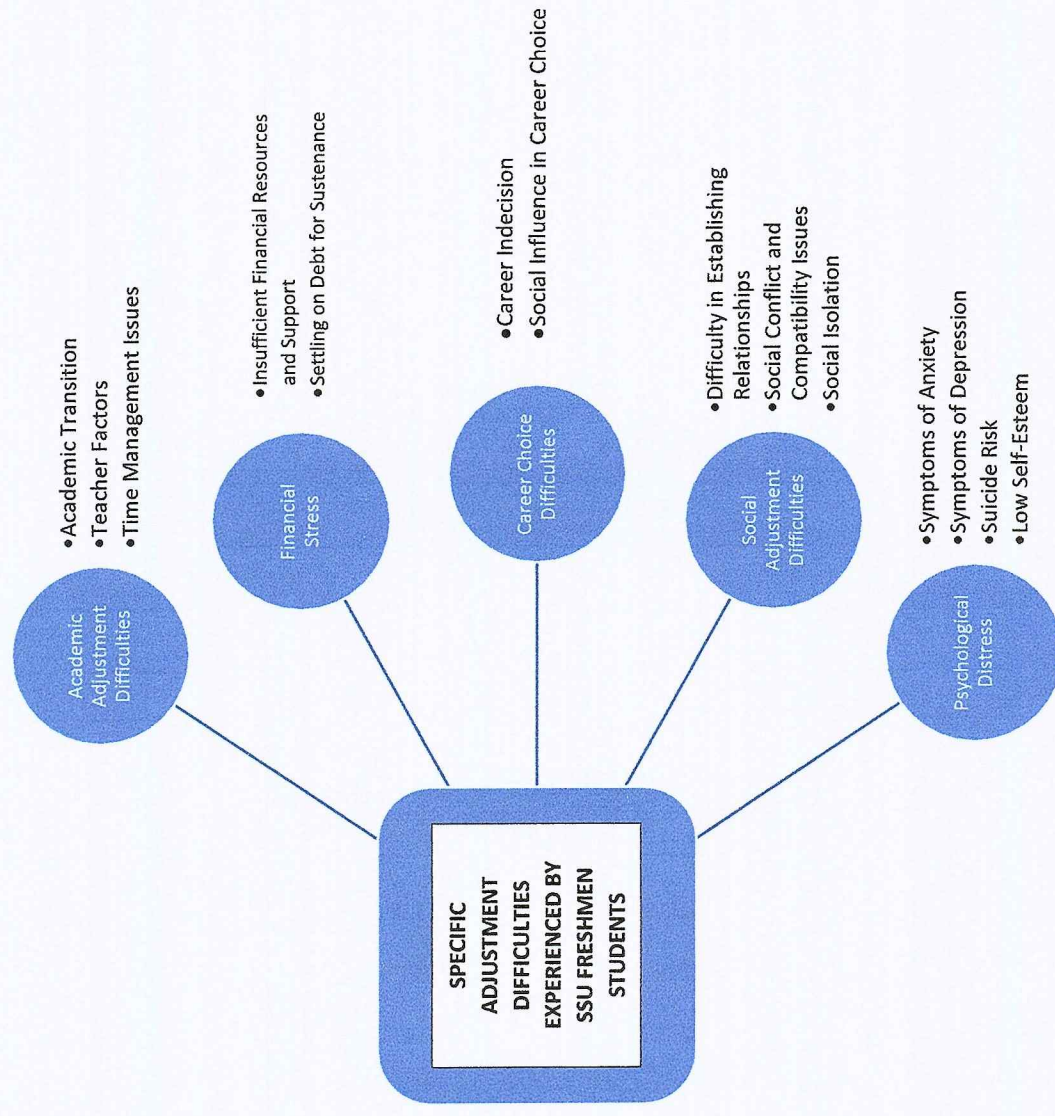 SPECIFIC
ADJUSTMENT
DIFFICULTIES
EXPERIENCED BY
SSU FRESHMEN
STUDENTS
Academic
Adjustment
Difficulties
•Academic Transition
•Teacher Factors
•Time Management Issues
Financial
Stress
•Insufficient Financial Resources
and Support
•Settling on Debt for Sustenance
Career Choice
Difficulties
•Career Indecision
•Social Influence in Career Choice
Social
Adjustment
Difficulties
•Difficulty in Establishing
Relationships
•Social Conflict and
Compatibility Issues
•Social Isolation
Psychological
Distress
•Symptoms of Anxiety
•Symptoms of Depression
•Suicide Risk
•Low Self-Esteem